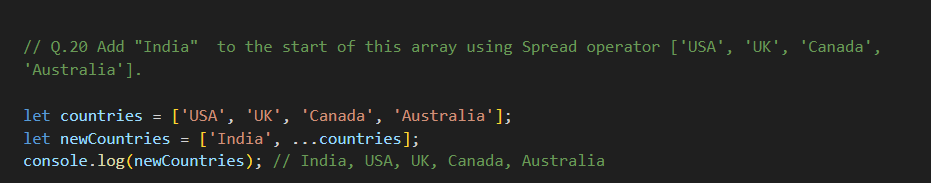 // Q.20 Add "India"  to the start of this array using Spread operator ['USA', 'UK', 'Canada',
'Australia'].
let countries = ['USA', 'UK', 'Canada', 'Australia'];
let newCountries = ['India', ...countries];
console.log(newCountries); // India, USA, UK, Canada, Australia